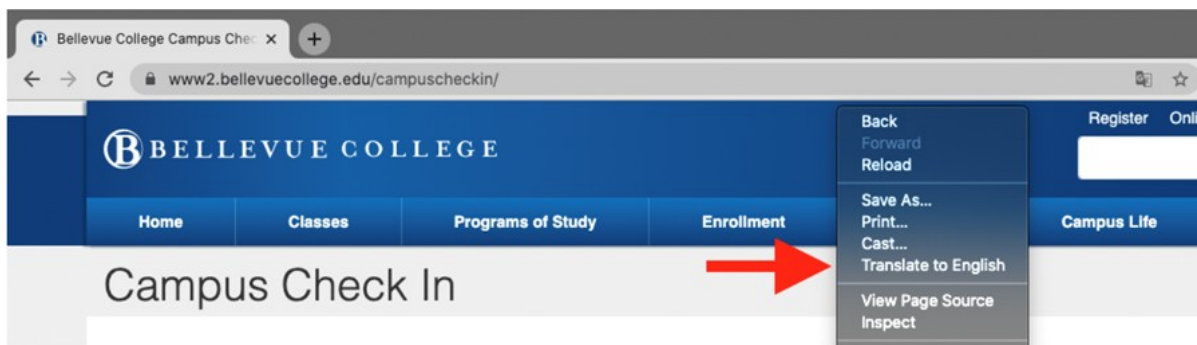 Bellevue College Campus Chec
www2.bellevuecollege.edu/campuscheckin/
Register Onli
BELLEVUE COLLEGE
Home Classes Programs of Study Enrollment Campus Life
Campus Check In
Back
Forward
Reload
Save As...
Print...
Cast...
Translate to English
View Page Source
Inspect